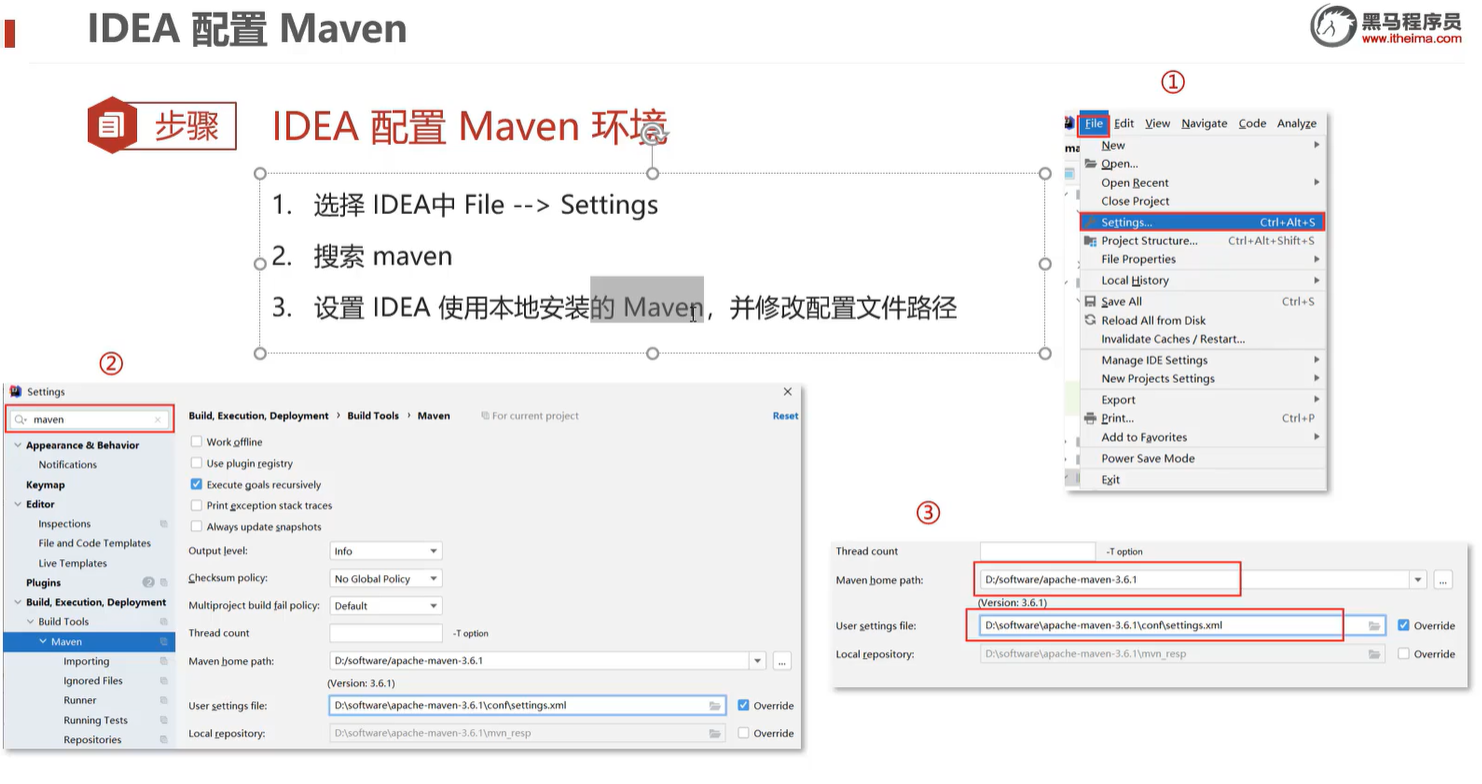 IDEA 配置 Maven
黑马程序员
www.itheima.com
步骤
IDEA 配置 Maven 环境
1. 选择 IDEA中 File --> Settings
2. 搜索 maven
3. 设置 IDEA 使用本地安装的 Maven，并修改配置文件路径
①
File Edit View Navigate Code Analyze
ma
New
Open...
Open Recent
Close Project
Settings... Ctrl+Alt+S
Project Structure... Ctrl+Alt+Shift+S
File Properties
Local History
Save All Ctrl+S
Reload All from Disk
Invalidate Caches / Restart...
Manage IDE Settings
New Projects Settings
Export
Print... Ctrl+P
Add to Favorites
Power Save Mode
Exit
②
Settings
maven
Appearance & Behavior
Notifications
Keymap
Editor
Inspections
File and Code Templates
Live Templates
Plugins 2
Build, Execution, Deployment
Build Tools
Maven
Importing
Ignored Files
Runner
Running Tests
Repositories
Build, Execution, Deployment › Build Tools › Maven For current project Reset
Work offline
Use plugin registry
Execute goals recursively
Print exception stack traces
Always update snapshots
Output level: Info
Checksum policy: No Global Policy
Multiproject build fail policy: Default
Thread count -T option
Maven home path: D:/software/apache-maven-3.6.1 ...
(Version: 3.6.1)
User settings file: D:\software\apache-maven-3.6.1\conf\settings.xml Override
Local repository: D:\software\apache-maven-3.6.1\mvn_resp Override
③
Thread count -T option
Maven home path: D:/software/apache-maven-3.6.1 ...
(Version: 3.6.1)
User settings file: D:\software\apache-maven-3.6.1\conf\settings.xml Override
Local repository: D:\software\apache-maven-3.6.1\mvn_resp Override